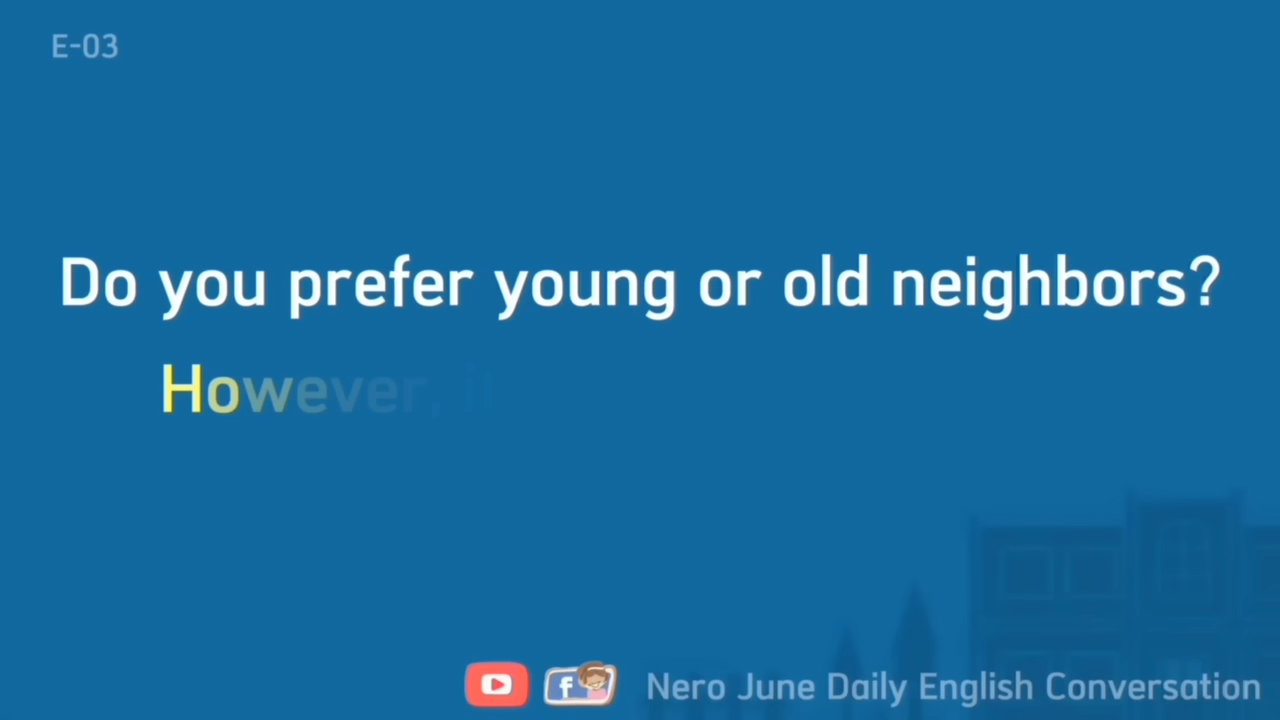 E-03
Do you prefer young or old neighbors?
However,
Nero June Daily English Conversation